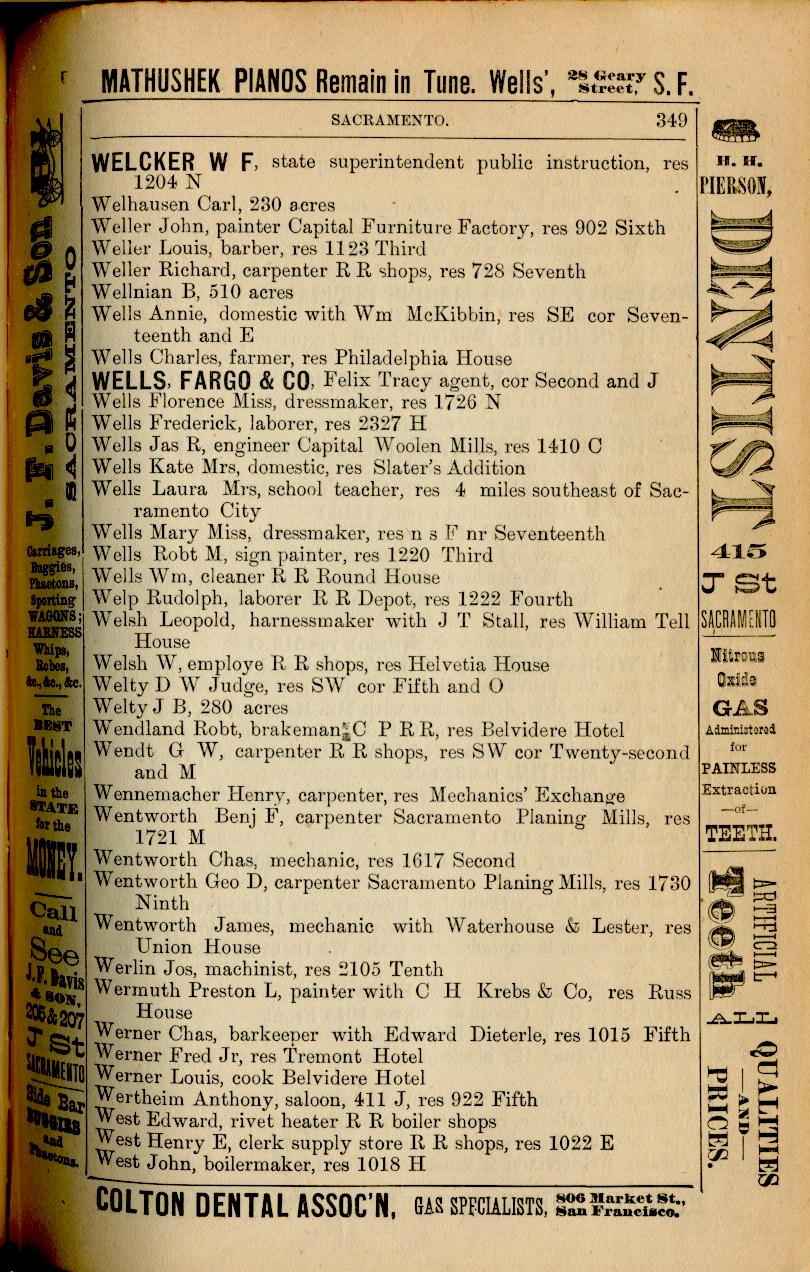 MATHUSHEK PIANOS Remain in Tune. Wells', 28 Geary Street, S. F.
SACRAMENTO. 349
WELCKER W F, state superintendent public instruction, res
1204 N
Welhausen Carl, 230 acres
Weller John, painter Capital Furniture Factory, res 902 Sixth
Weller Louis, barber, res 1123 Third
Weller Richard, carpenter R R shops, res 728 Seventh
Wellnian B, 510 acres
Wells Annie, domestic with Wm McKibbin, res SE cor Seven-
teenth and E
Wells Charles, farmer, res Philadelphia House
WELLS, FARGO & CO, Felix Tracy agent, cor Second and J
Wells Florence Miss, dressmaker, res 1726 N
Wells Frederick, laborer, res 2327 H
Wells Jas R, engineer Capital Woolen Mills, res 1410 C
Wells Kate Mrs, domestic, res Slater's Addition
Wells Laura Mrs, school teacher, res 4 miles southeast of Sac-
ramento City
Wells Mary Miss, dressmaker, res n s F nr Seventeenth
Wells Robt M, sign painter, res 1220 Third
Wells Wm, cleaner R R Round House
Welp Rudolph, laborer R R Depot, res 1222 Fourth
Welsh Leopold, harnessmaker with J T Stall, res William Tell
House
Welsh W, employe R R shops, res Helvetia House
Welty D W Judge, res SW cor Fifth and O
Welty J B, 280 acres
Wendland Robt, brakeman C P R R, res Belvidere Hotel
Wendt G W, carpenter R R shops, res SW cor Twenty-second
and M
Wennemacher Henry, carpenter, res Mechanics' Exchange
Wentworth Benj F, carpenter Sacramento Planing Mills, res
1721 M
Wentworth Chas, mechanic, res 1617 Second
Wentworth Geo D, carpenter Sacramento Planing Mills, res 1730
Ninth
Wentworth James, mechanic with Waterhouse & Lester, res
Union House
Werlin Jos, machinist, res 2105 Tenth
Wermuth Preston L, painter with C H Krebs & Co, res Russ
House
Werner Chas, barkeeper with Edward Dieterle, res 1015 Fifth
Werner Fred Jr, res Tremont Hotel
Werner Louis, cook Belvidere Hotel
Wertheim Anthony, saloon, 411 J, res 922 Fifth
West Edward, rivet heater R R boiler shops
West Henry E, clerk supply store R R shops, res 1022 E
West John, boilermaker, res 1018 H
COLTON DENTAL ASSOC'N, GAS SPECIALISTS, 806 Market St., San Francisco.
J. F. Davis & Son
SACRAMENTO
Carriages,
Buggies,
Phaetons,
Sporting
WAGONS;
HARNESS
Whips,
Robes,
&c., &c., &c.
The
BEST
Vehicles
in the
STATE
for the
MONEY.
Call
and
See
J. F. Davis
& SON,
206 & 207
J St
SACRAMENTO
Side Bar
BUGGIES
and
Phaetons.
H. H.
PIERSON,
DENTIST
415
J St
SACRAMENTO
Nitrous
Oxide
GAS
Administered
for
PAINLESS
Extraction
—of—
TEETH.
ARTIFICIAL
Teeth
ALL
QUALITIES
—AND—
PRICES.